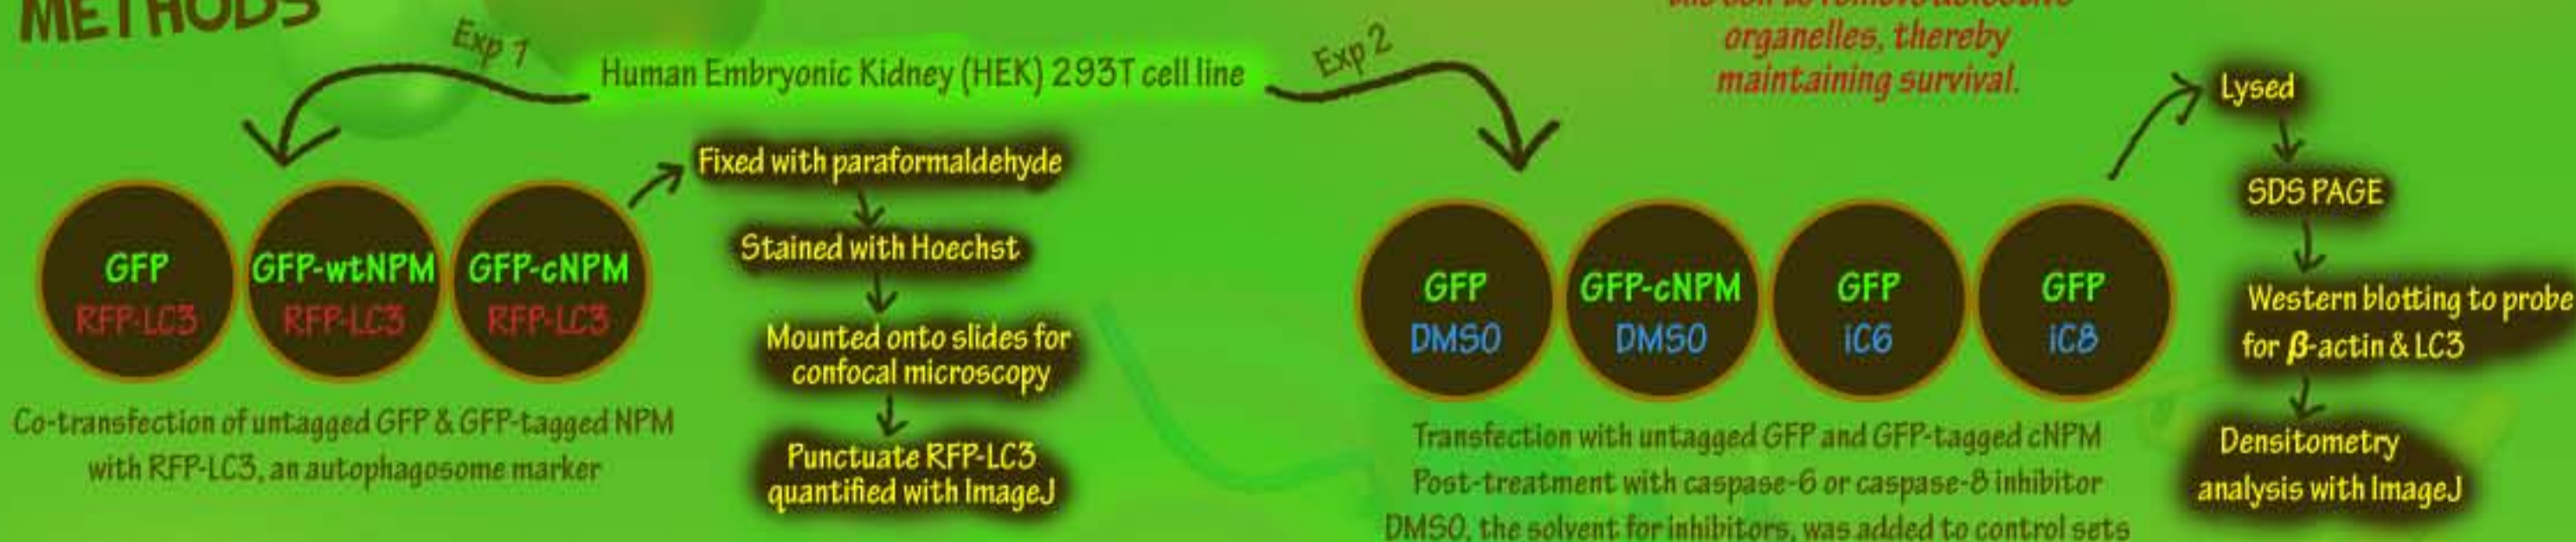 METHODS
Exp 1
Human Embryonic Kidney (HEK) 293T cell line
Exp 2
organelles, thereby
maintaining survival.
GFP
RFP-LC3
GFP-wtNPM
RFP-LC3
GFP-cNPM
RFP-LC3
Co-transfection of untagged GFP & GFP-tagged NPM
with RFP-LC3, an autophagosome marker
Fixed with paraformaldehyde
Stained with Hoechst
Mounted onto slides for
confocal microscopy
Punctuate RFP-LC3
quantified with ImageJ
GFP
DMSO
GFP-cNPM
DMSO
GFP
iC6
GFP
iC8
Transfection with untagged GFP and GFP-tagged cNPM
Post-treatment with caspase-6 or caspase-8 inhibitor
DMSO, the solvent for inhibitors, was added to control sets
Lysed
SDS PAGE
Western blotting to probe
for β-actin & LC3
Densitometry
analysis with ImageJ